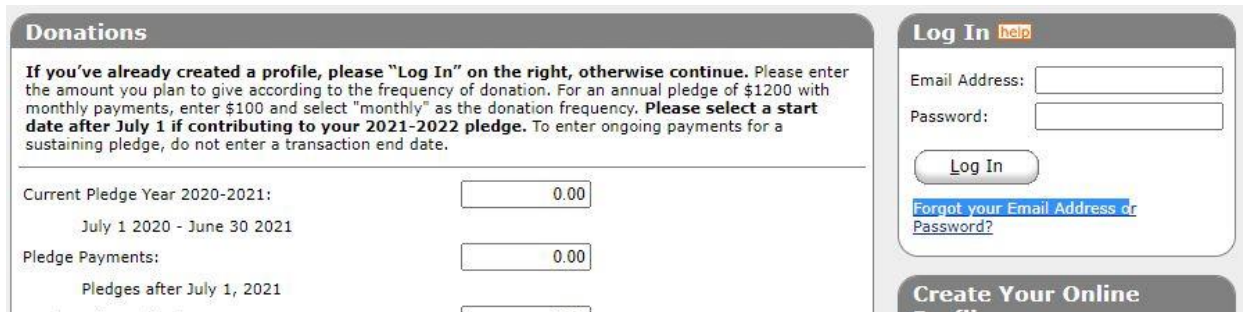 Donations
If you've already created a profile, please “Log In” on the right, otherwise continue. Please enter
the amount you plan to give according to the frequency of donation. For an annual pledge of $1200 with
monthly payments, enter $100 and select "monthly" as the donation frequency. Please select a start
date after July 1 if contributing to your 2021-2022 pledge. To enter ongoing payments for a
sustaining pledge, do not enter a transaction end date.
Current Pledge Year 2020-2021: 0.00
July 1 2020 - June 30 2021
Pledge Payments: 0.00
Pledges after July 1, 2021
Log In help
Email Address:
Password:
Log In
Forgot your Email Address or
Password?
Create Your Online